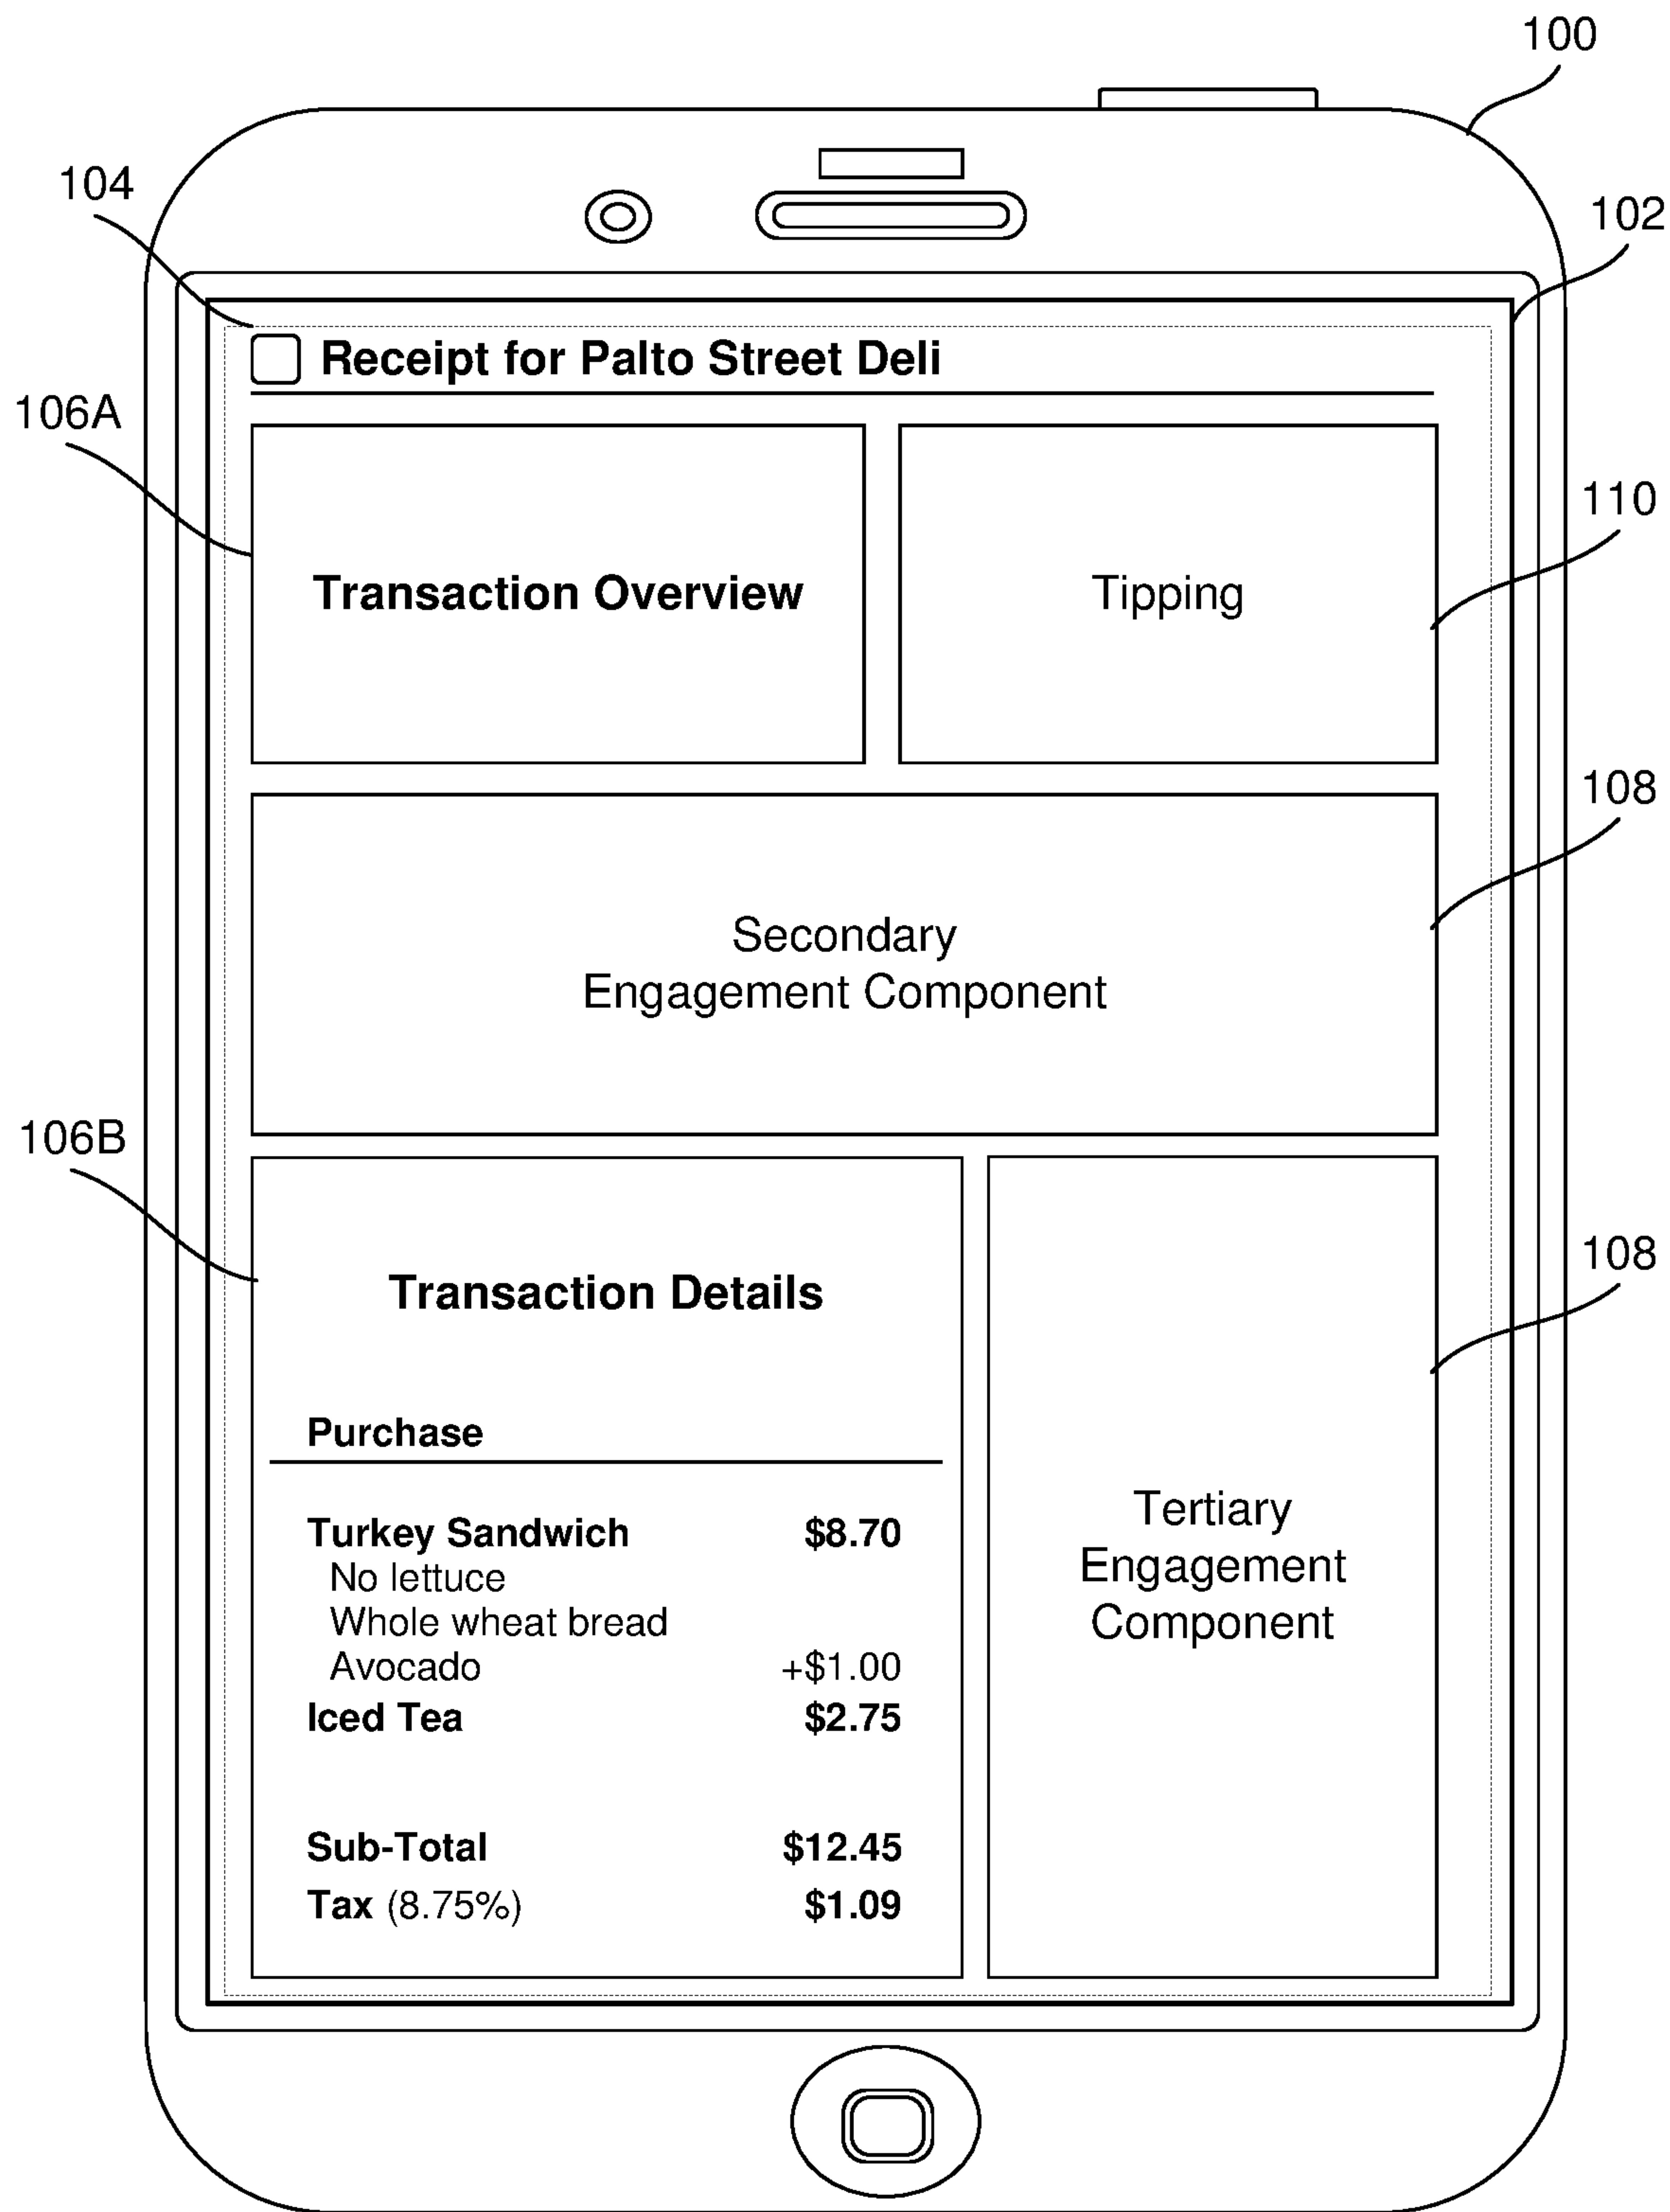 100
104
102
Receipt for Palto Street Deli
106A
110
Transaction Overview
Tipping
108
Secondary
Engagement Component
106B
108
Transaction Details
Purchase
Turkey Sandwich $8.70
No lettuce
Whole wheat bread
Avocado +$1.00
Iced Tea $2.75
Sub-Total $12.45
Tax (8.75%) $1.09
Tertiary
Engagement
Component